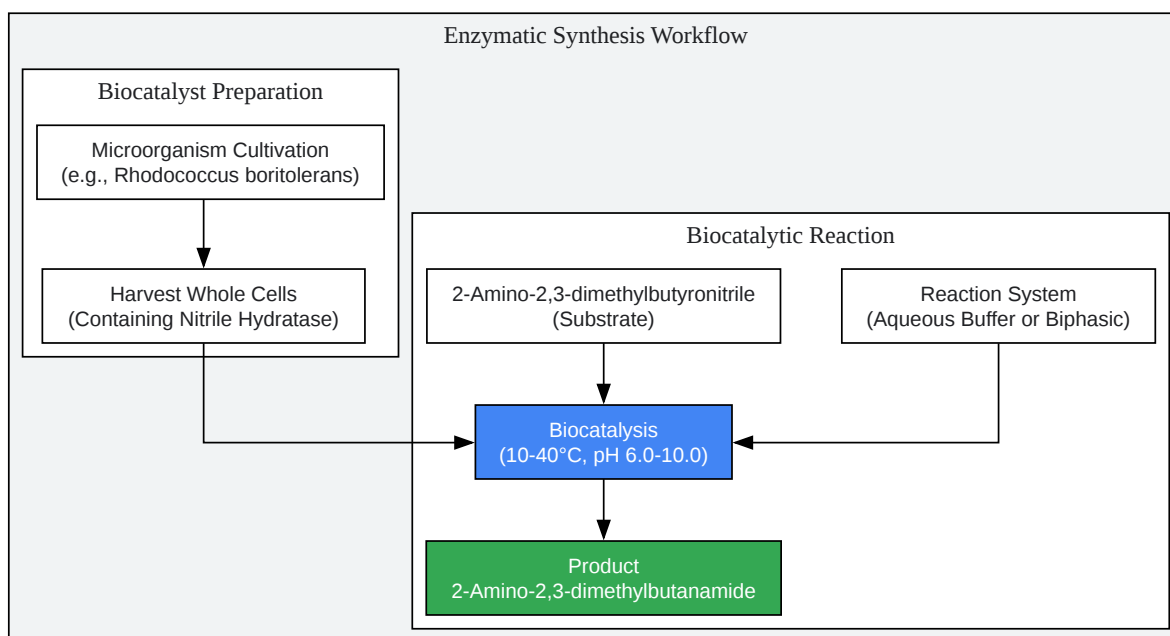 Enzymatic Synthesis Workflow
Biocatalyst Preparation
Microorganism Cultivation
(e.g., Rhodococcus boritolerans)
Harvest Whole Cells
(Containing Nitrile Hydratase)
Biocatalytic Reaction
2-Amino-2,3-dimethylbutyronitrile
(Substrate)
Reaction System
(Aqueous Buffer or Biphasic)
Biocatalysis
(10-40°C, pH 6.0-10.0)
Product
2-Amino-2,3-dimethylbutanamide